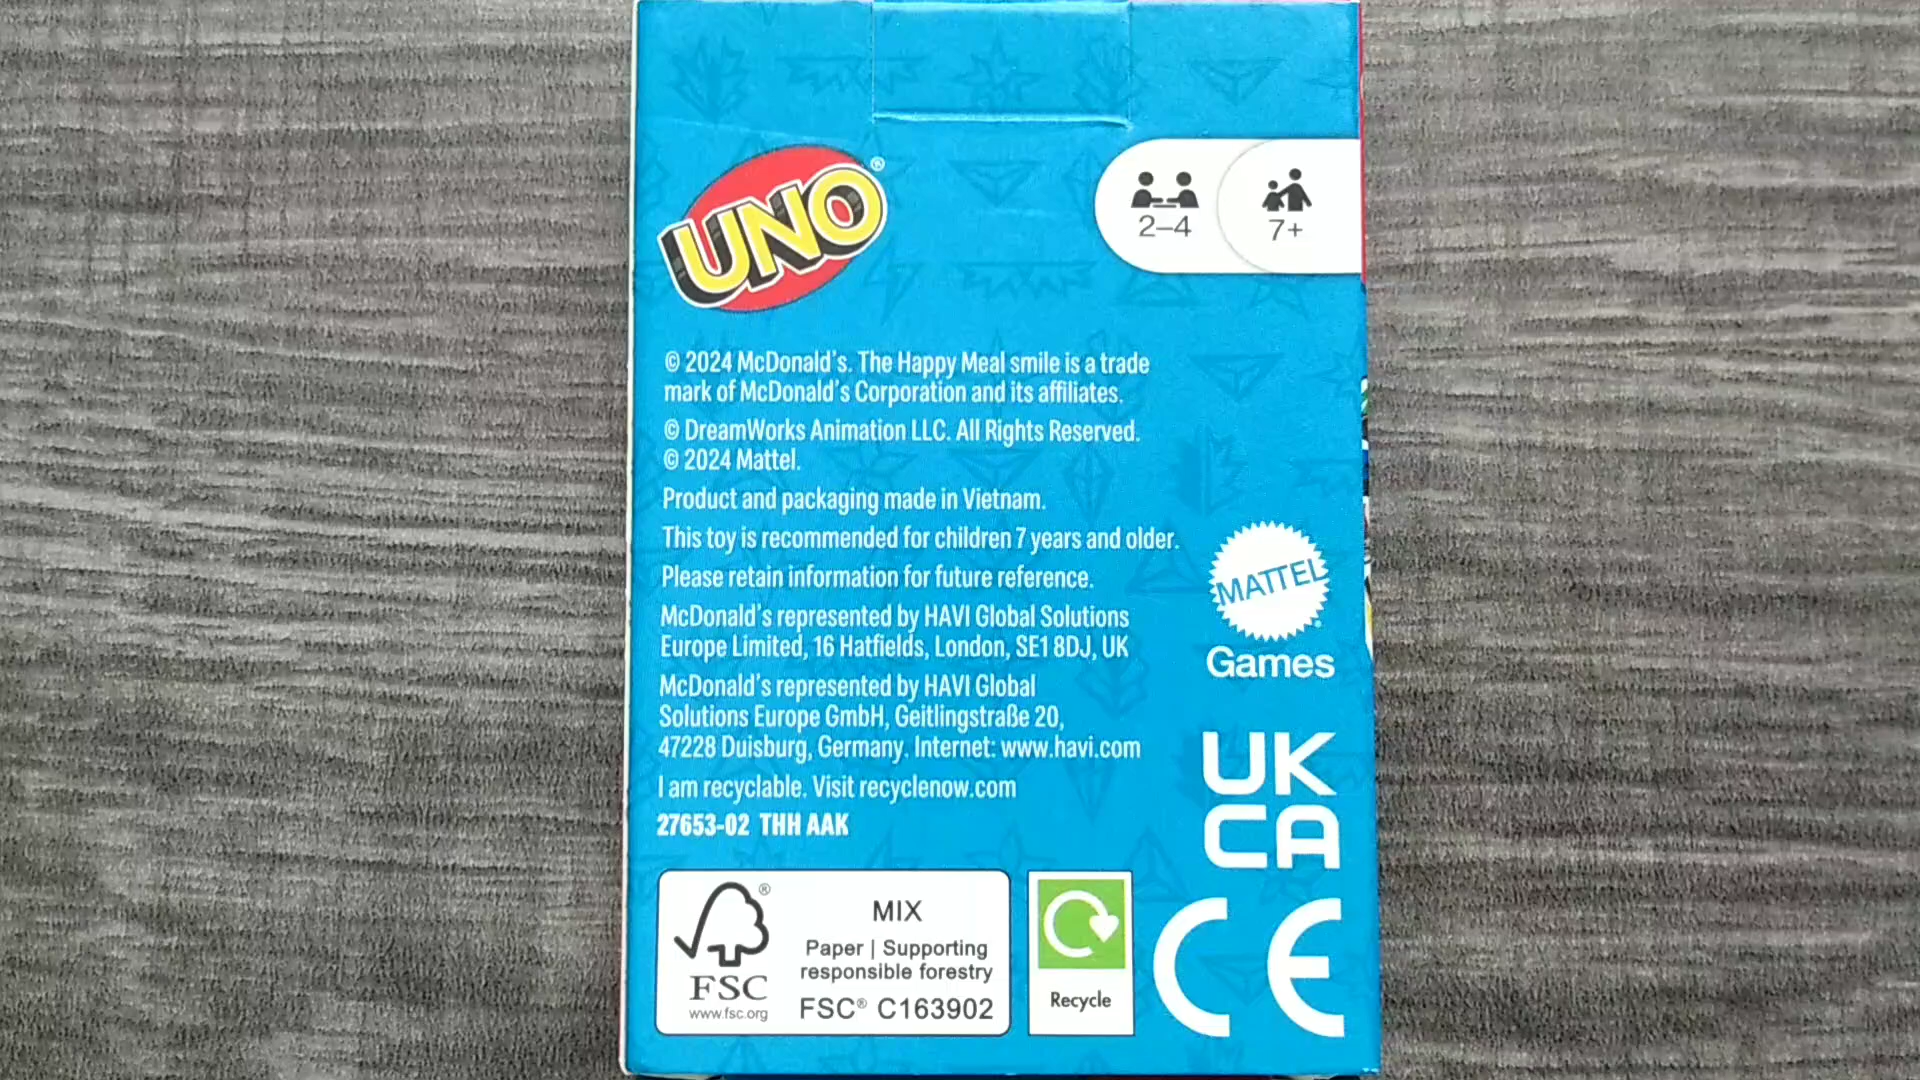 UNO®
2–4
7+
© 2024 McDonald's. The Happy Meal smile is a trade
mark of McDonald's Corporation and its affiliates.
© DreamWorks Animation LLC. All Rights Reserved.
© 2024 Mattel.
Product and packaging made in Vietnam.
This toy is recommended for children 7 years and older.
Please retain information for future reference.
McDonald's represented by HAVI Global Solutions
Europe Limited, 16 Hatfields, London, SE1 8DJ, UK
McDonald's represented by HAVI Global
Solutions Europe GmbH, Geitlingstraße 20,
47228 Duisburg, Germany. Internet: www.havi.com
I am recyclable. Visit recyclenow.com
27653-02 THH AAK
MATTEL
Games
UK
CA
CE
®
FSC
www.fsc.org
MIX
Paper | Supporting
responsible forestry
FSC® C163902
Recycle